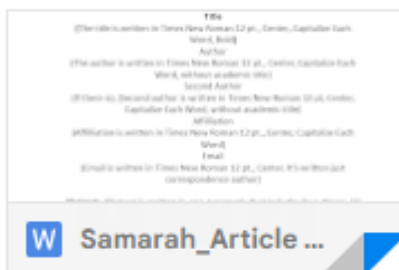 Title
(The title is written in Times New Roman 12 pt., Center, Capitalize Each
Word, Bold)
Author
(The author is written in Times New Roman 12 pt., Center, Capitalize Each
Word, without academic title)
Second Author
(If there is), (Second author is written in Times New Roman 12 pt, Center,
Capitalize Each Word, without academic title)
Affiliation
(Affiliation is written in Times New Roman 12 pt., Center, Capitalize Each
Word)
Email
(Email is written in Times New Roman 12 pt., Center. It's written just
correspondence author)
W
Samarah_Article ...